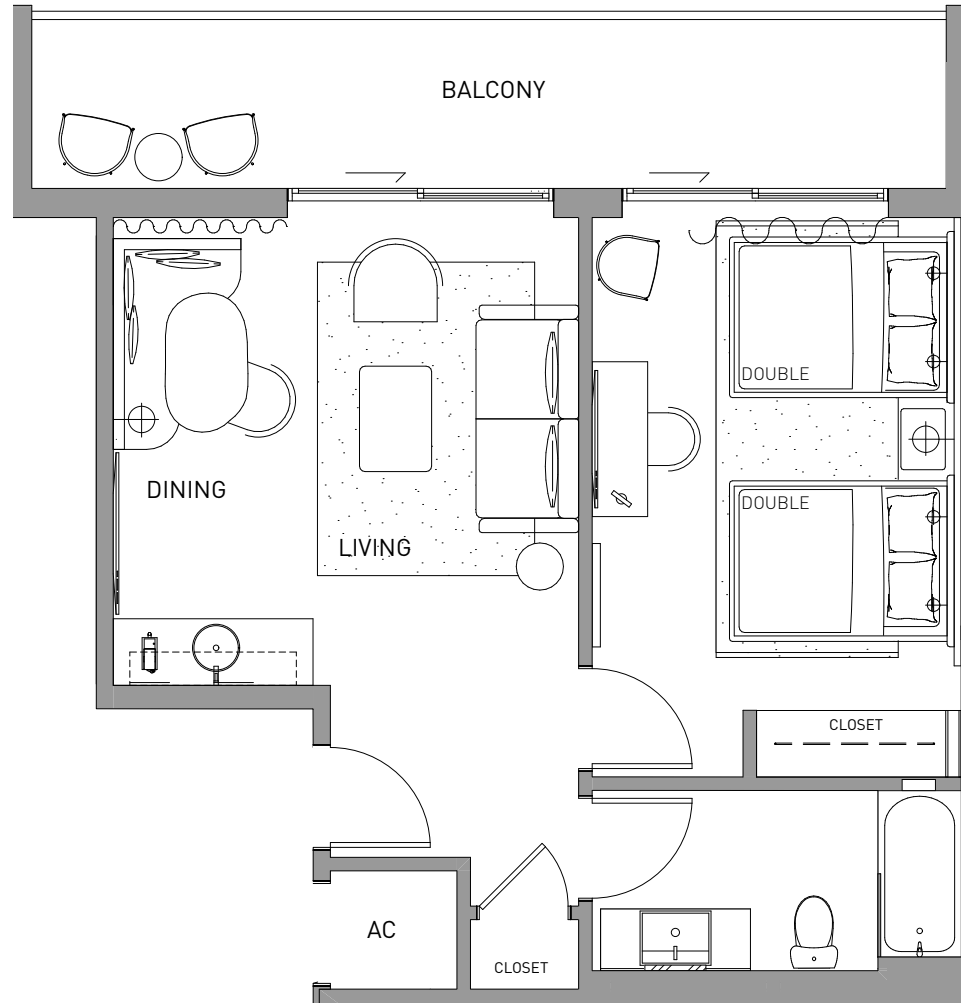 BALCONY
DOUBLE
DINING
DOUBLE
LIVING
CLOSET
AC
CLOSET